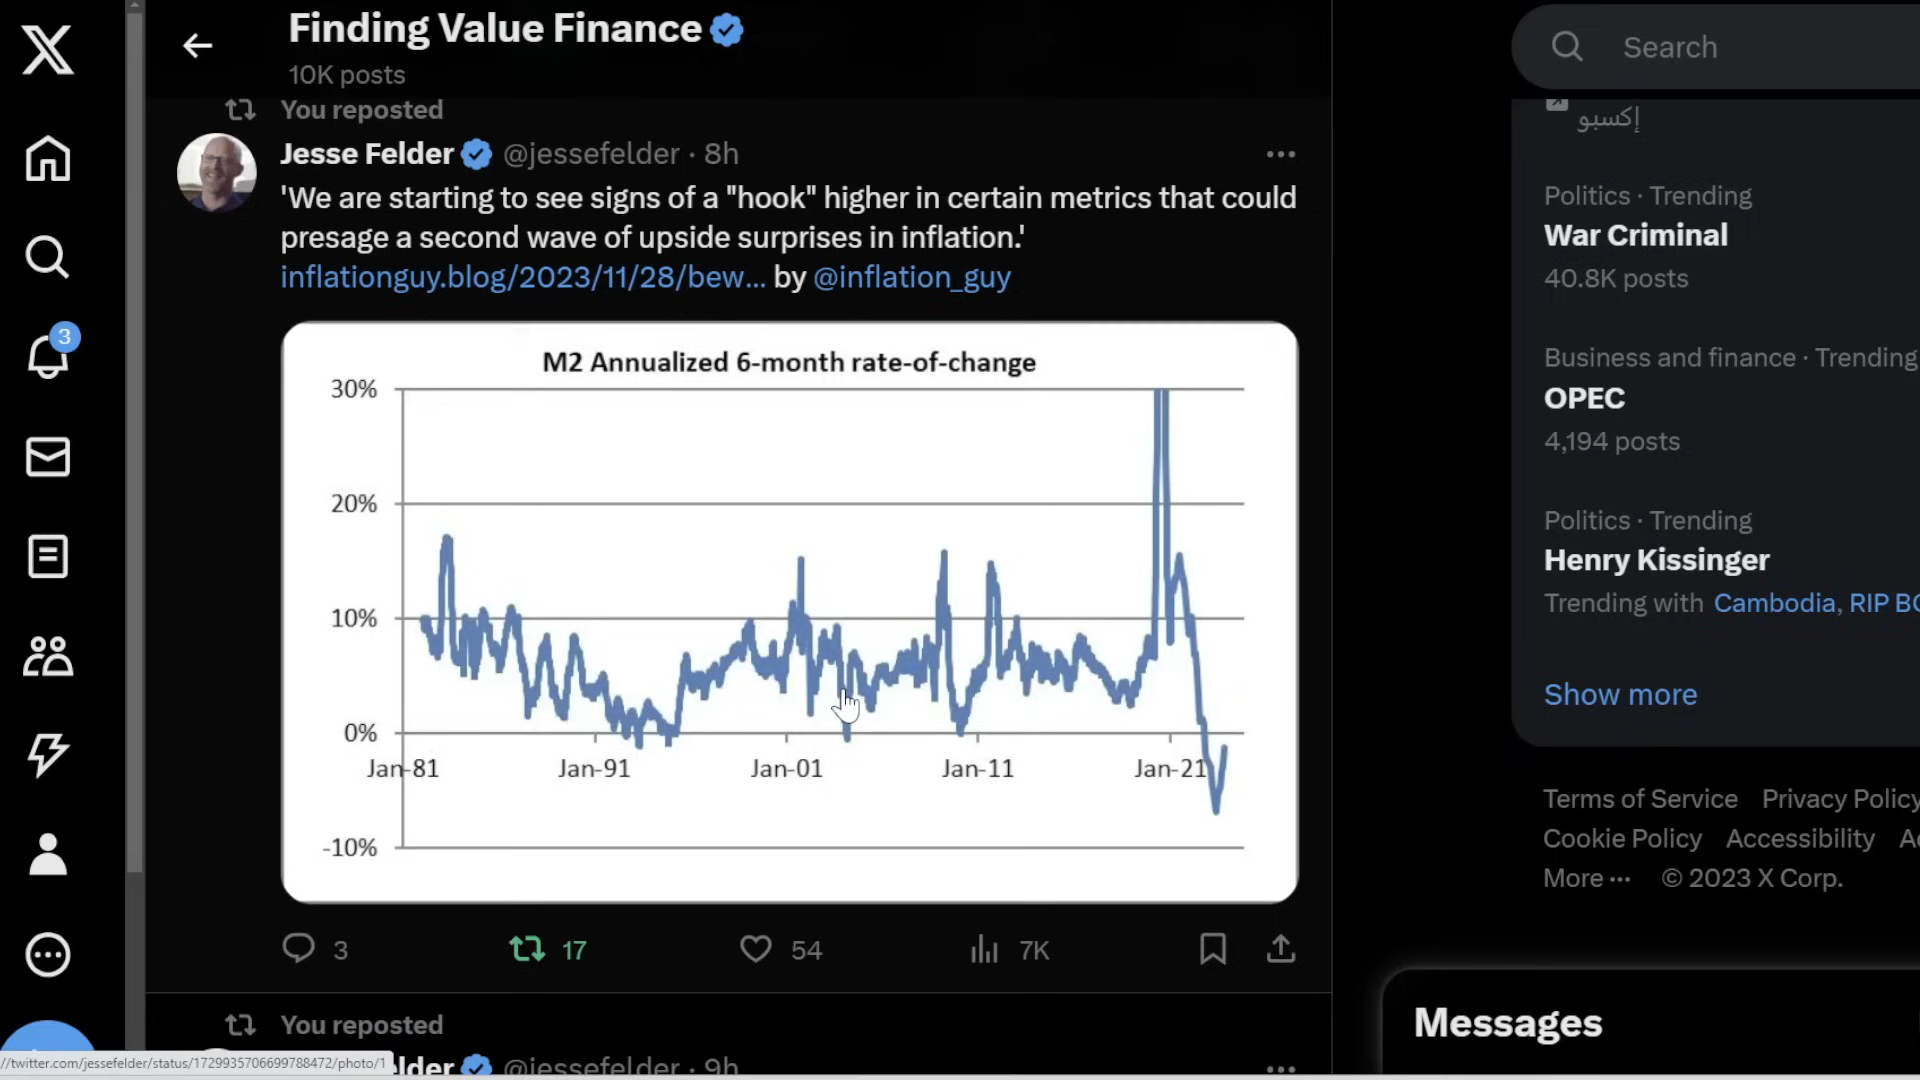 Finding Value Finance
10K posts
You reposted
Jesse Felder @jessefelder · 8h
'We are starting to see signs of a "hook" higher in certain metrics that could
presage a second wave of upside surprises in inflation.'
inflationguy.blog/2023/11/28/bew... by @inflation_guy
M2 Annualized 6-month rate-of-change
30%
20%
10%
0%
-10%
Jan-81 Jan-91 Jan-01 Jan-11 Jan-21
3 17 54 7K
You reposted
lder @jessefelder · 9h
//twitter.com/jessefelder/status/1729935706699788472/photo/1
3
Search
إكسبو
Politics · Trending
War Criminal
40.8K posts
Business and finance · Trending
OPEC
4,194 posts
Politics · Trending
Henry Kissinger
Trending with Cambodia, RIP BO
Show more
Terms of Service Privacy Policy
Cookie Policy Accessibility
More ··· © 2023 X Corp.
Messages